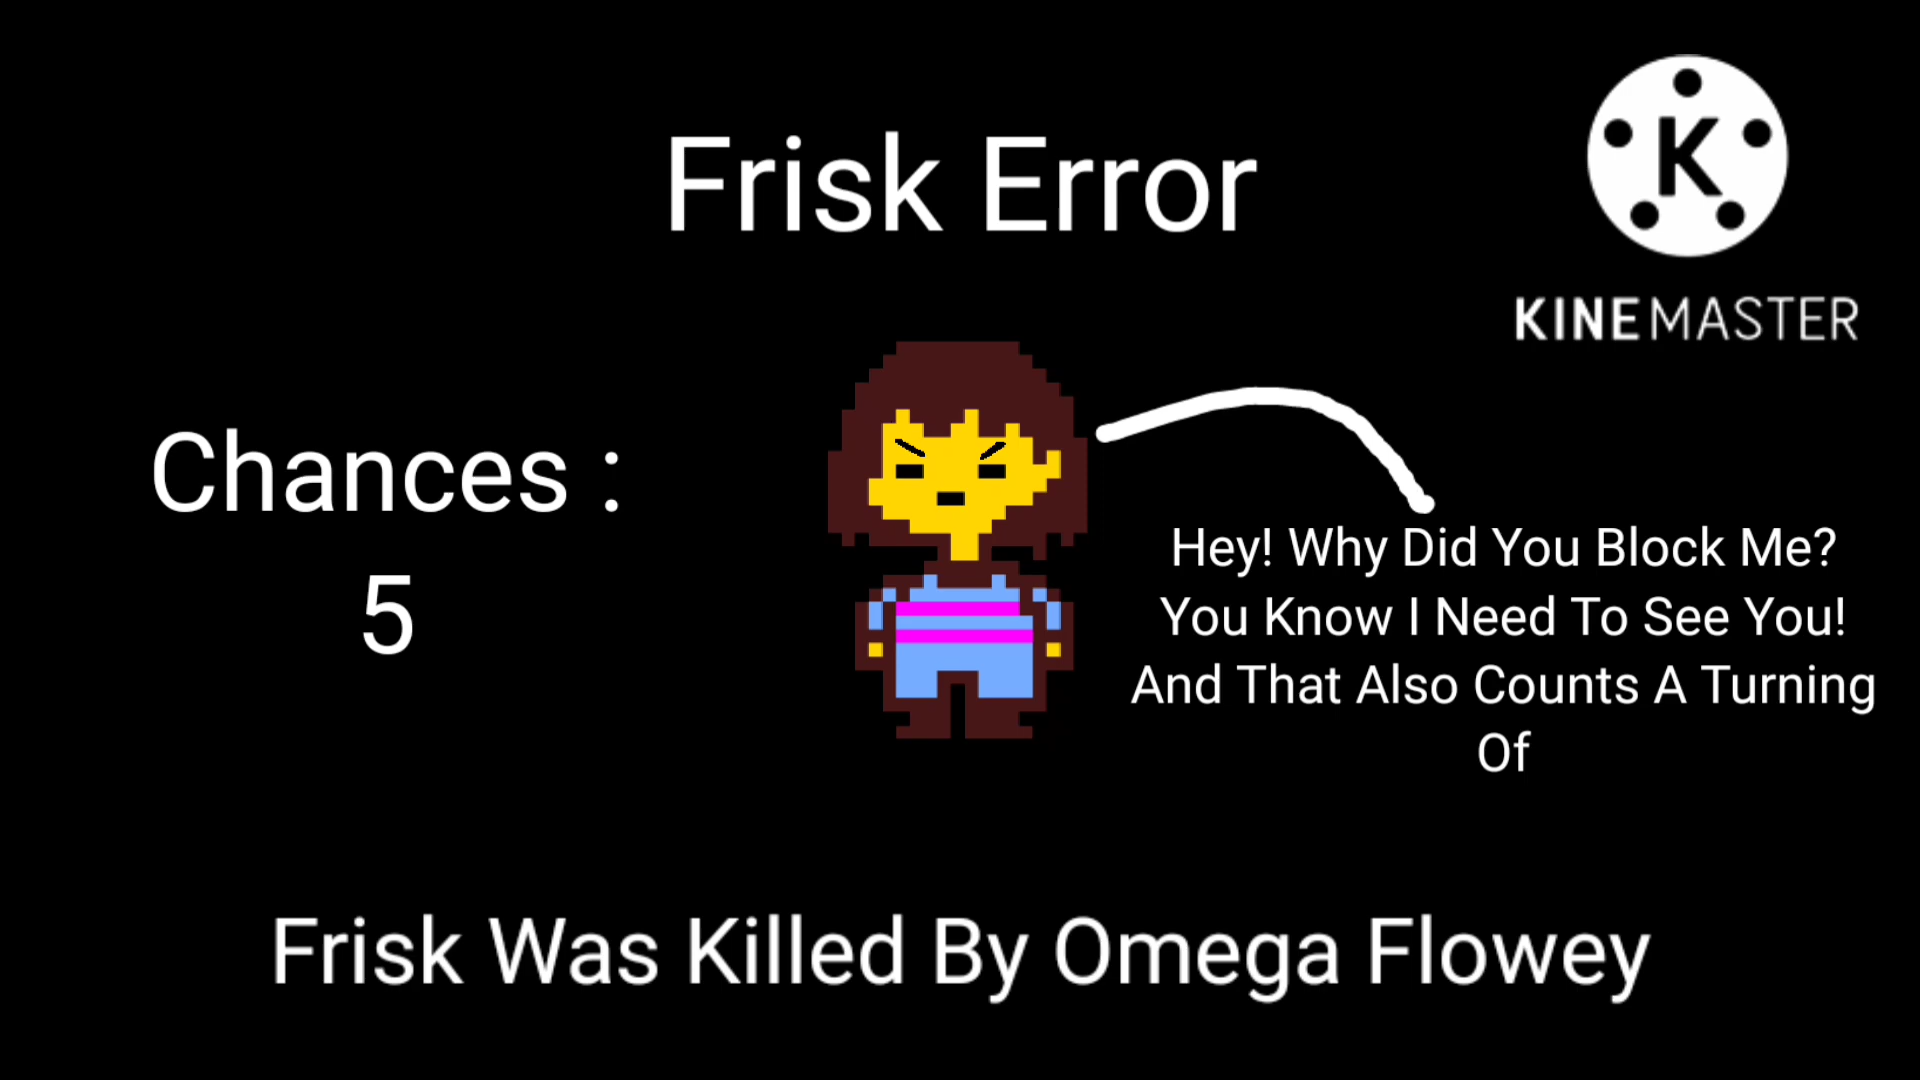 Frisk Error
K
KINEMASTER
Chances :
5
Hey! Why Did You Block Me?
You Know I Need To See You!
And That Also Counts A Turning
Of
Frisk Was Killed By Omega Flowey